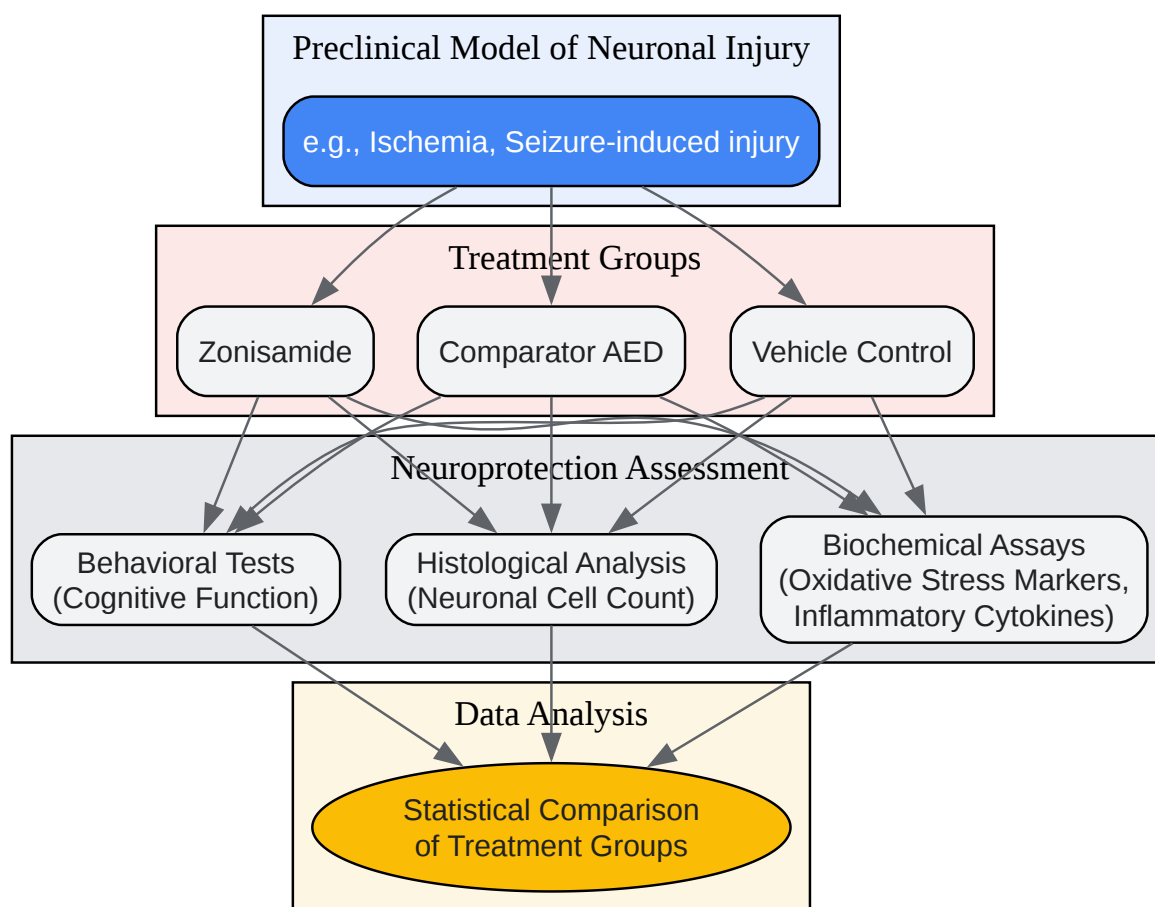 Preclinical Model of Neuronal Injury
e.g., Ischemia, Seizure-induced injury
Treatment Groups
Zonisamide
Comparator AED
Vehicle Control
Neuroprotection Assessment
Behavioral Tests
(Cognitive Function)
Histological Analysis
(Neuronal Cell Count)
Biochemical Assays
(Oxidative Stress Markers,
Inflammatory Cytokines)
Data Analysis
Statistical Comparison
of Treatment Groups